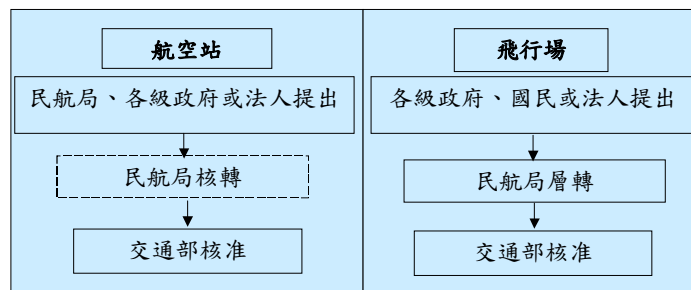 航空站
民航局、各級政府或法人提出
民航局核轉
交通部核准
飛行場
各級政府、國民或法人提出
民航局層轉
交通部核准